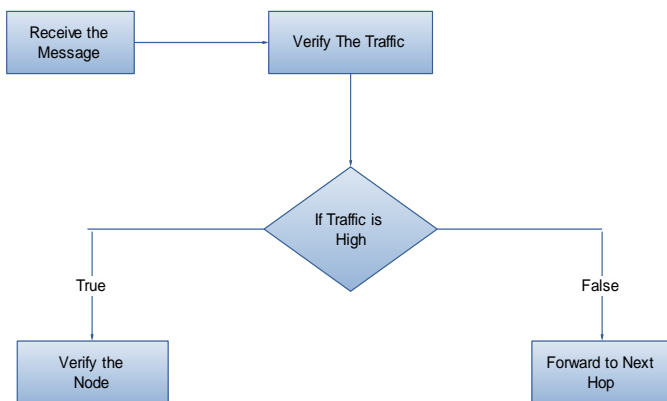 Receive the
Message
Verify The Traffic
If Traffic is
High
True
False
Verify the
Node
Forward to Next
Hop